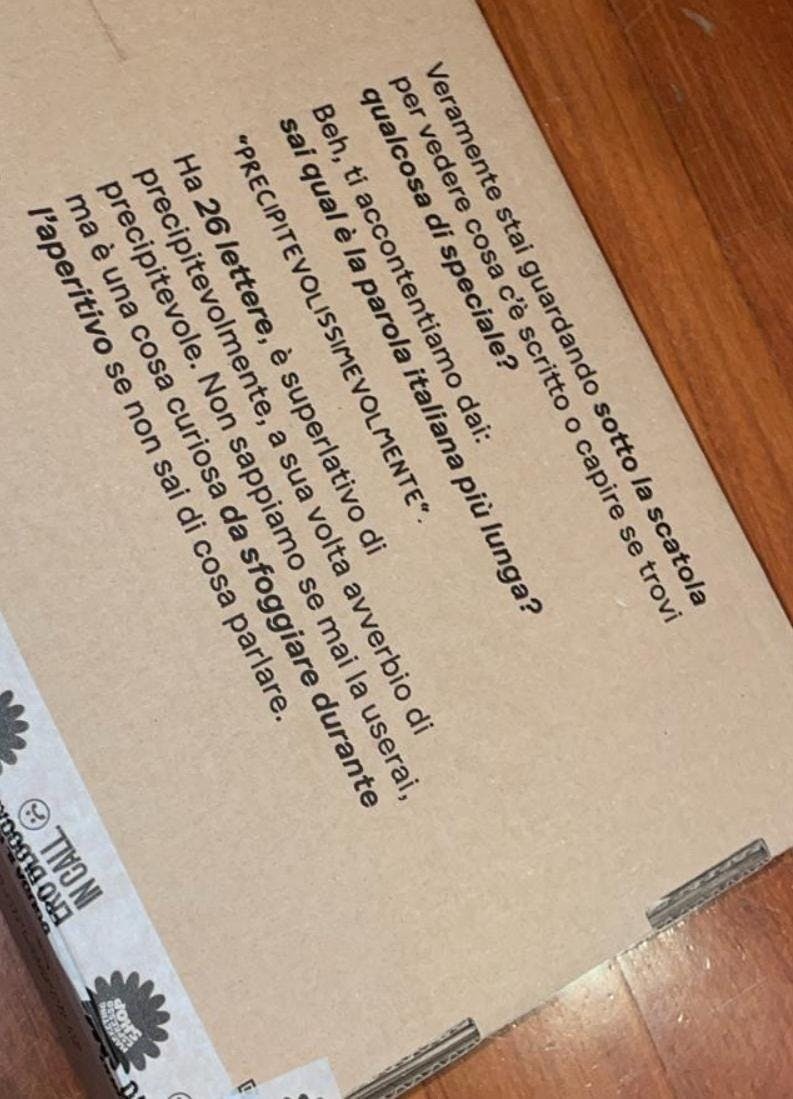 Veramente stai guardando sotto la scatola
per vedere cosa c'è scritto o capire se trovi
qualcosa di speciale?
Beh, ti accontentiamo dai:
sai qual è la parola italiana più lunga?
"PRECIPITEVOLISSIMEVOLMENTE".
Ha 26 lettere, è superlativo di
precipitevolmente, a sua volta avverbio di
precipitevole. Non sappiamo se mai la userai,
ma è una cosa curiosa da sfoggiare durante
l'aperitivo se non sai di cosa parlare.
IN CALL
SHOP